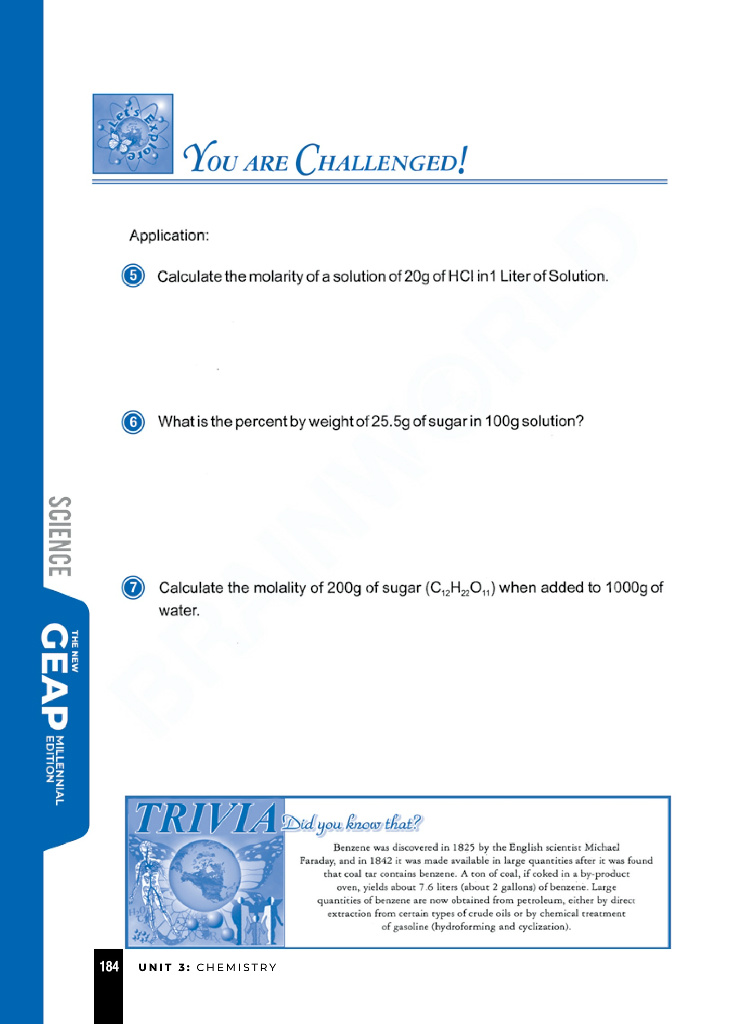 Let's Explore
YOU ARE CHALLENGED!
Application:
5 Calculate the molarity of a solution of 20g of HCl in1 Liter of Solution.
6 What is the percent by weight of 25.5g of sugar in 100g solution?
7 Calculate the molality of 200g of sugar (C₁₂H₂₂O₁₁) when added to 1000g of
water.
BRAINWORLD
SCIENCE
THE NEW
GEAP
MILLENNIAL
EDITION
TRIVIA
Did you know that?
Benzene was discovered in 1825 by the English scientist Michael
Faraday, and in 1842 it was made available in large quantities after it was found
that coal tar contains benzene. A ton of coal, if coked in a by-product
oven, yields about 7.6 liters (about 2 gallons) of benzene. Large
quantities of benzene are now obtained from petroleum, either by direct
extraction from certain types of crude oils or by chemical treatment
of gasoline (hydroforming and cyclization).
184 UNIT 3: CHEMISTRY